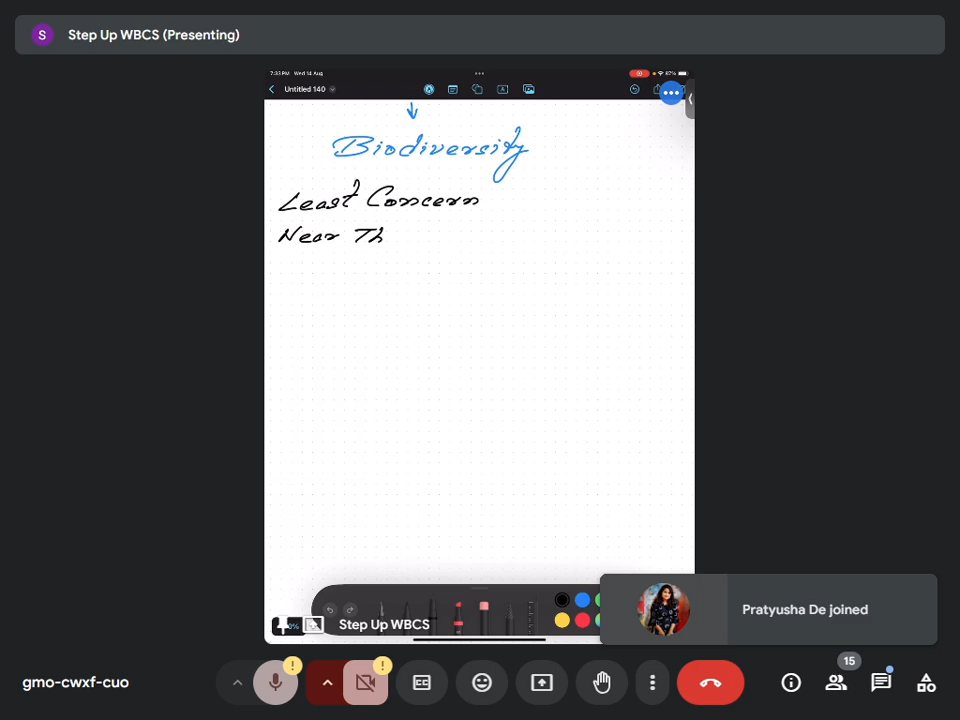 S Step Up WBCS (Presenting)
7:33 PM Wed 14 Aug
87%
Untitled 140
Biodiversity
Least Concern
Near Th
Step Up WBCS
Pratyusha De joined
gmo-cwxf-cuo
15